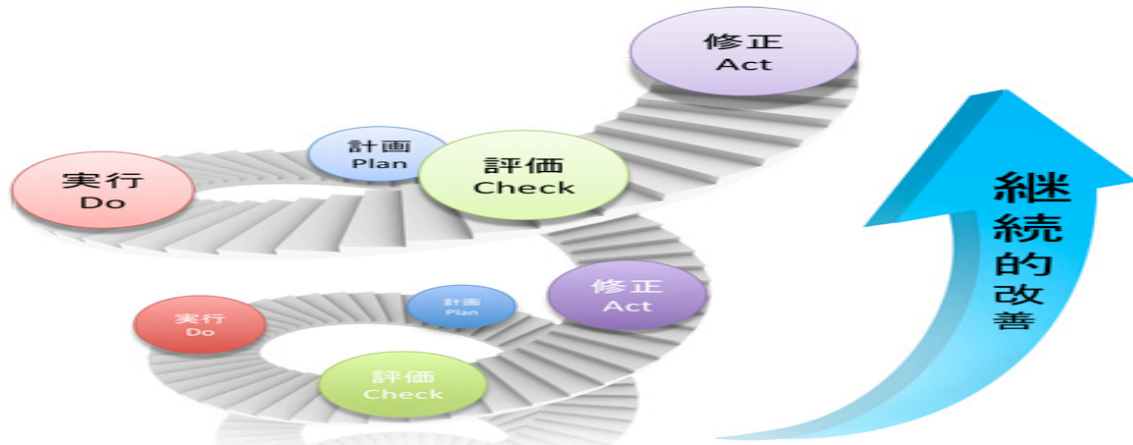 修正
Act
計画
Plan
評価
Check
実行
Do
修正
Act
計画
Plan
実行
Do
評価
Check
継続的改善